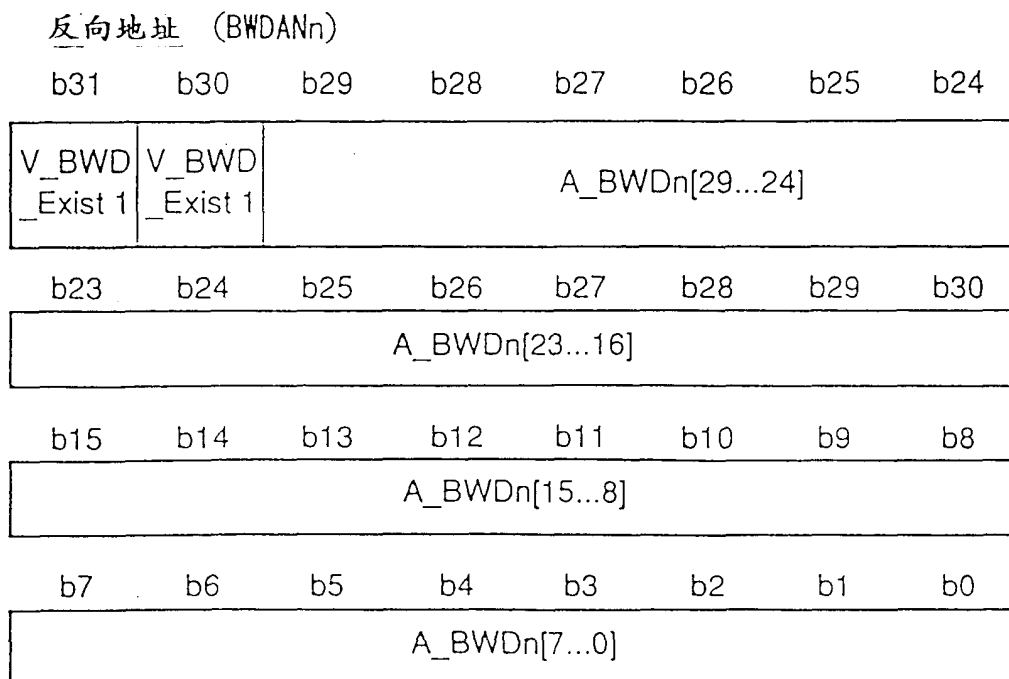 反向地址 (BWDANn)
b31 b30 b29 b28 b27 b26 b25 b24
V_BWD V_BWD
_Exist 1 _Exist 1
A_BWDn[29...24]
b23 b24 b25 b26 b27 b28 b29 b30
A_BWDn[23...16]
b15 b14 b13 b12 b11 b10 b9 b8
A_BWDn[15...8]
b7 b6 b5 b4 b3 b2 b1 b0
A_BWDn[7...0]